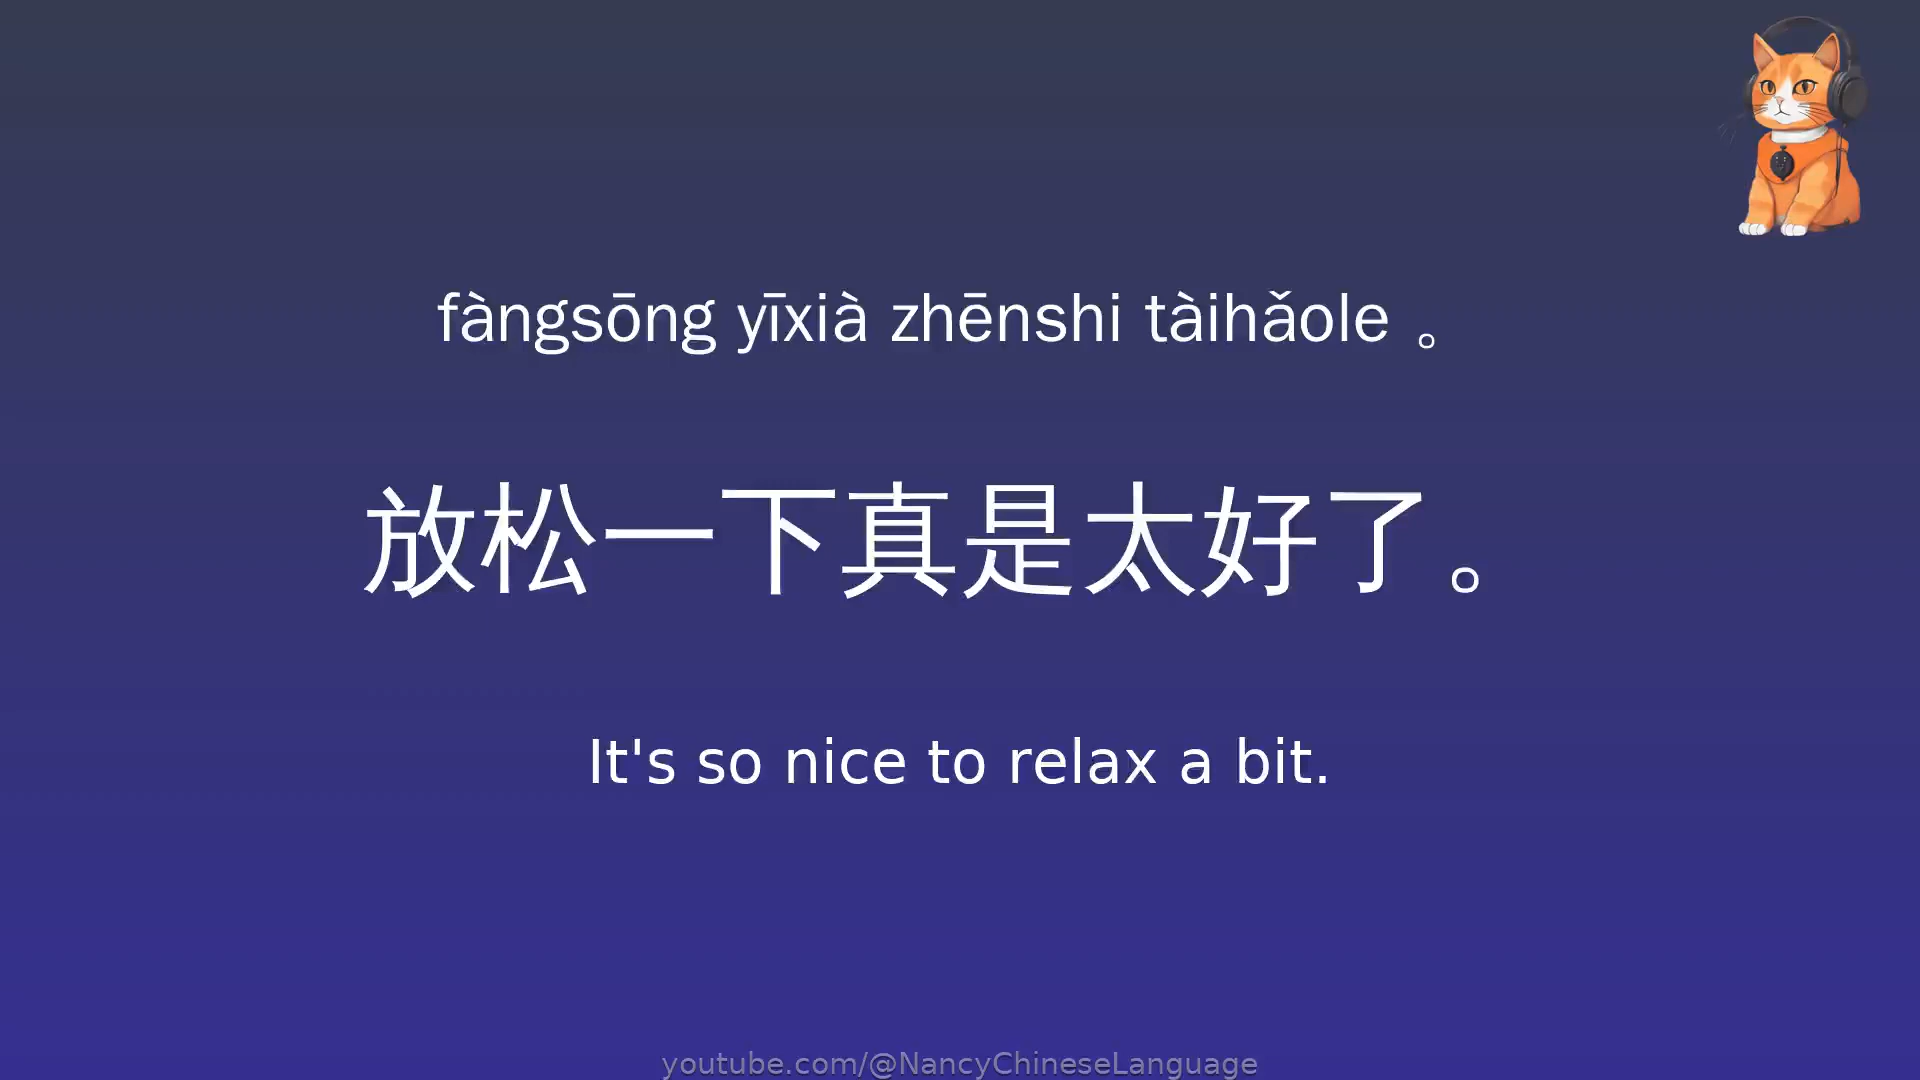 fàngsōng yīxià zhēnshi tàihǎole 。
放松一下真是太好了。
It's so nice to relax a bit.
youtube.com/@NancyChineseLanguage